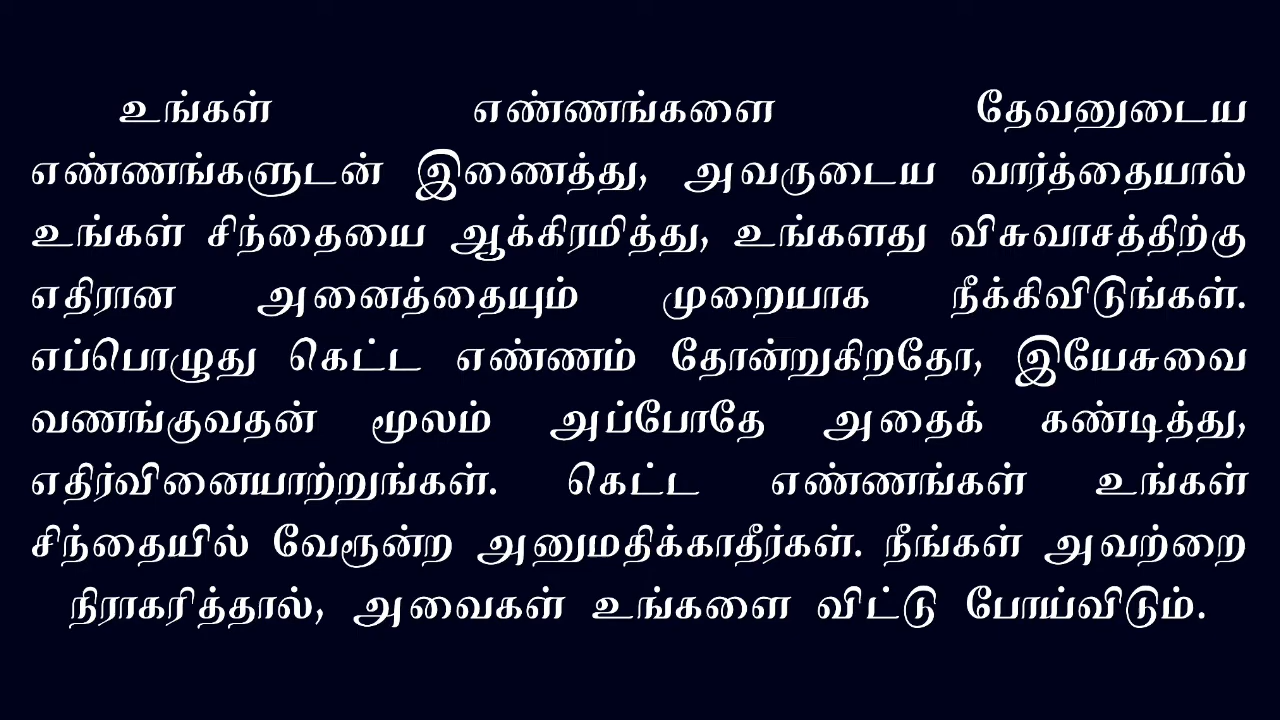 உங்கள் எண்ணங்களை தேவனுடைய
எண்ணங்களுடன் இணைத்து, அவருடைய வார்த்தையால்
உங்கள் சிந்தையை ஆக்கிரமித்து, உங்களது விசுவாசத்திற்கு
எதிரான அனைத்தையும் முறையாக நீக்கிவிடுங்கள்.
எப்பொழுது கெட்ட எண்ணம் தோன்றுகிறதோ, இயேசுவை
வணங்குவதன் மூலம் அப்போதே அதைக் கண்டித்து,
எதிர்வினையாற்றுங்கள். கெட்ட எண்ணங்கள் உங்கள்
சிந்தையில் வேரூன்ற அனுமதிக்காதீர்கள். நீங்கள் அவற்றை
நிராகரித்தால், அவைகள் உங்களை விட்டு போய்விடும்.